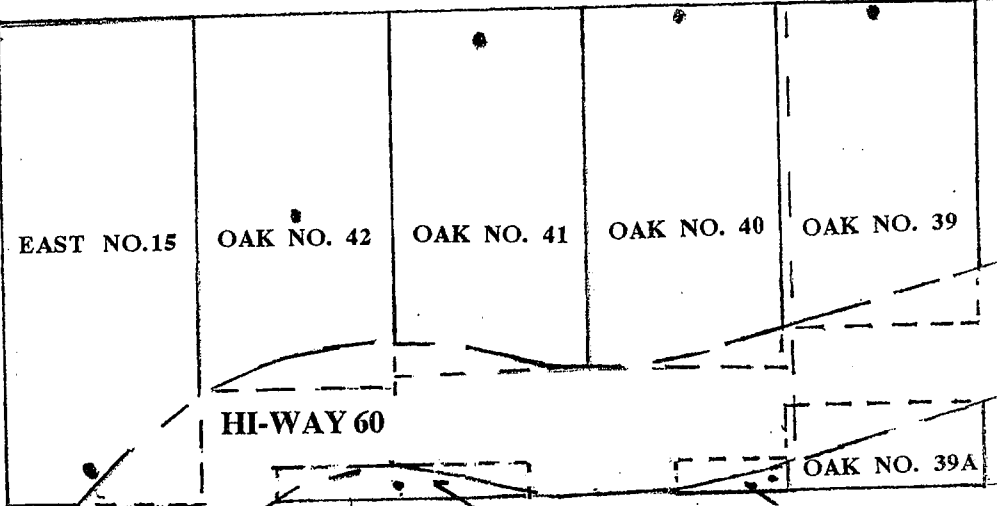 EAST NO.15
OAK NO. 42
OAK NO. 41
OAK NO. 40
OAK NO. 39
HI-WAY 60
OAK NO. 39A